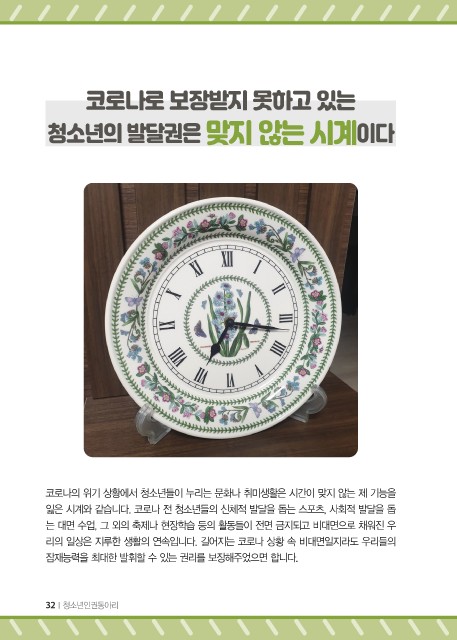 코로나로 보장받지 못하고 있는
청소년의 발달권은 맞지 않는 시계이다
XII
I
II
III
IIII
V
VI
VII
VIII
IX
X
XI
코로나의 위기 상황에서 청소년들이 누리는 문화나 취미생활은 시간이 맞지 않는 제 기능을
잃은 시계와 같습니다. 코로나 전 청소년들의 신체적 발달을 돕는 스포츠, 사회적 발달을 돕
는 대면 수업, 그 외의 축제나 현장학습 등의 활동들이 전면 금지되고 비대면으로 채워진 우
리의 일상은 지루한 생활의 연속입니다. 길어지는 코로나 상황 속 비대면일지라도 우리들의
잠재능력을 최대한 발휘할 수 있는 권리를 보장해주었으면 합니다.
32 | 청소년인권동아리